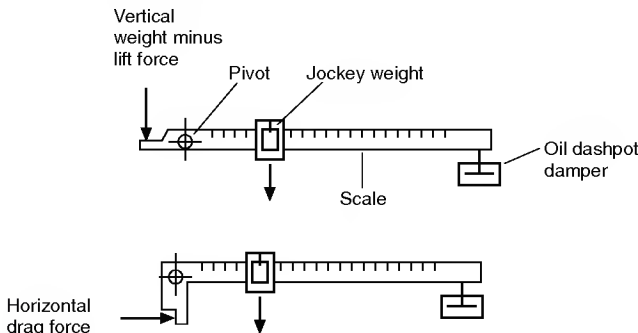 Vertical
weight minus
lift force
Pivot
Jockey weight
Oil dashpot
damper
Scale
Horizontal
drag force